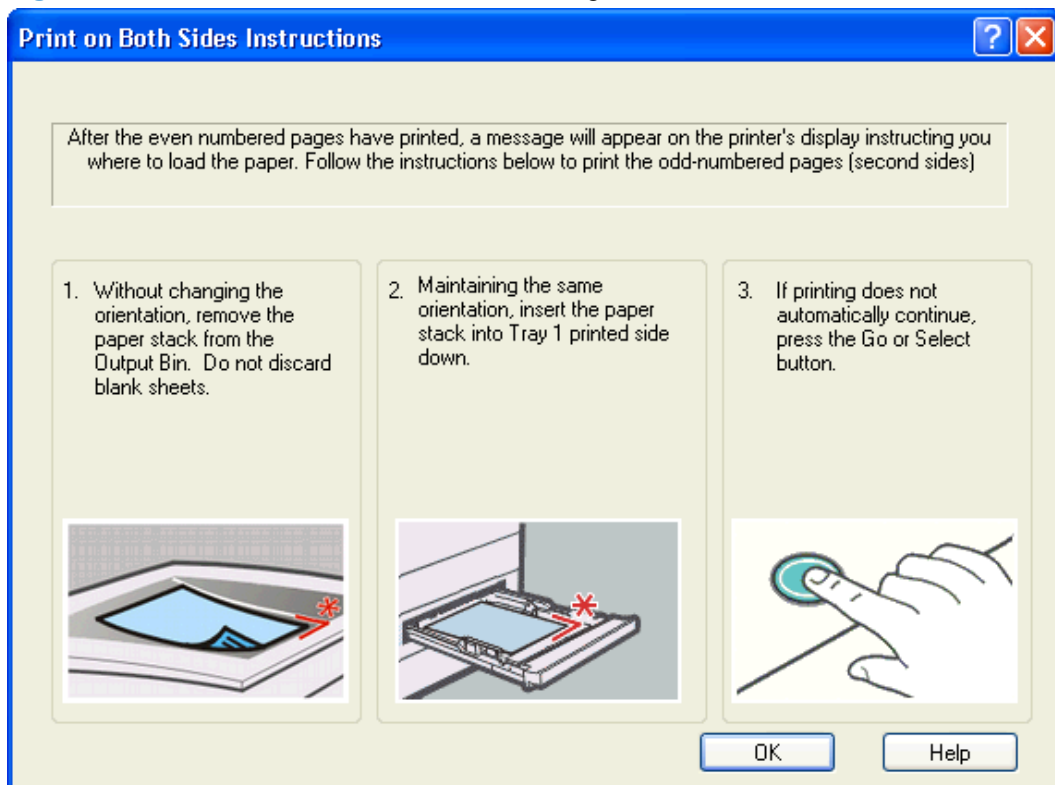 Print on Both Sides Instructions
After the even numbered pages have printed, a message will appear on the printer's display instructing you
where to load the paper. Follow the instructions below to print the odd-numbered pages (second sides)
1. Without changing the
orientation, remove the
paper stack from the
Output Bin. Do not discard
blank sheets.
2. Maintaining the same
orientation, insert the paper
stack into Tray 1 printed side
down.
3. If printing does not
automatically continue,
press the Go or Select
button.
OK
Help